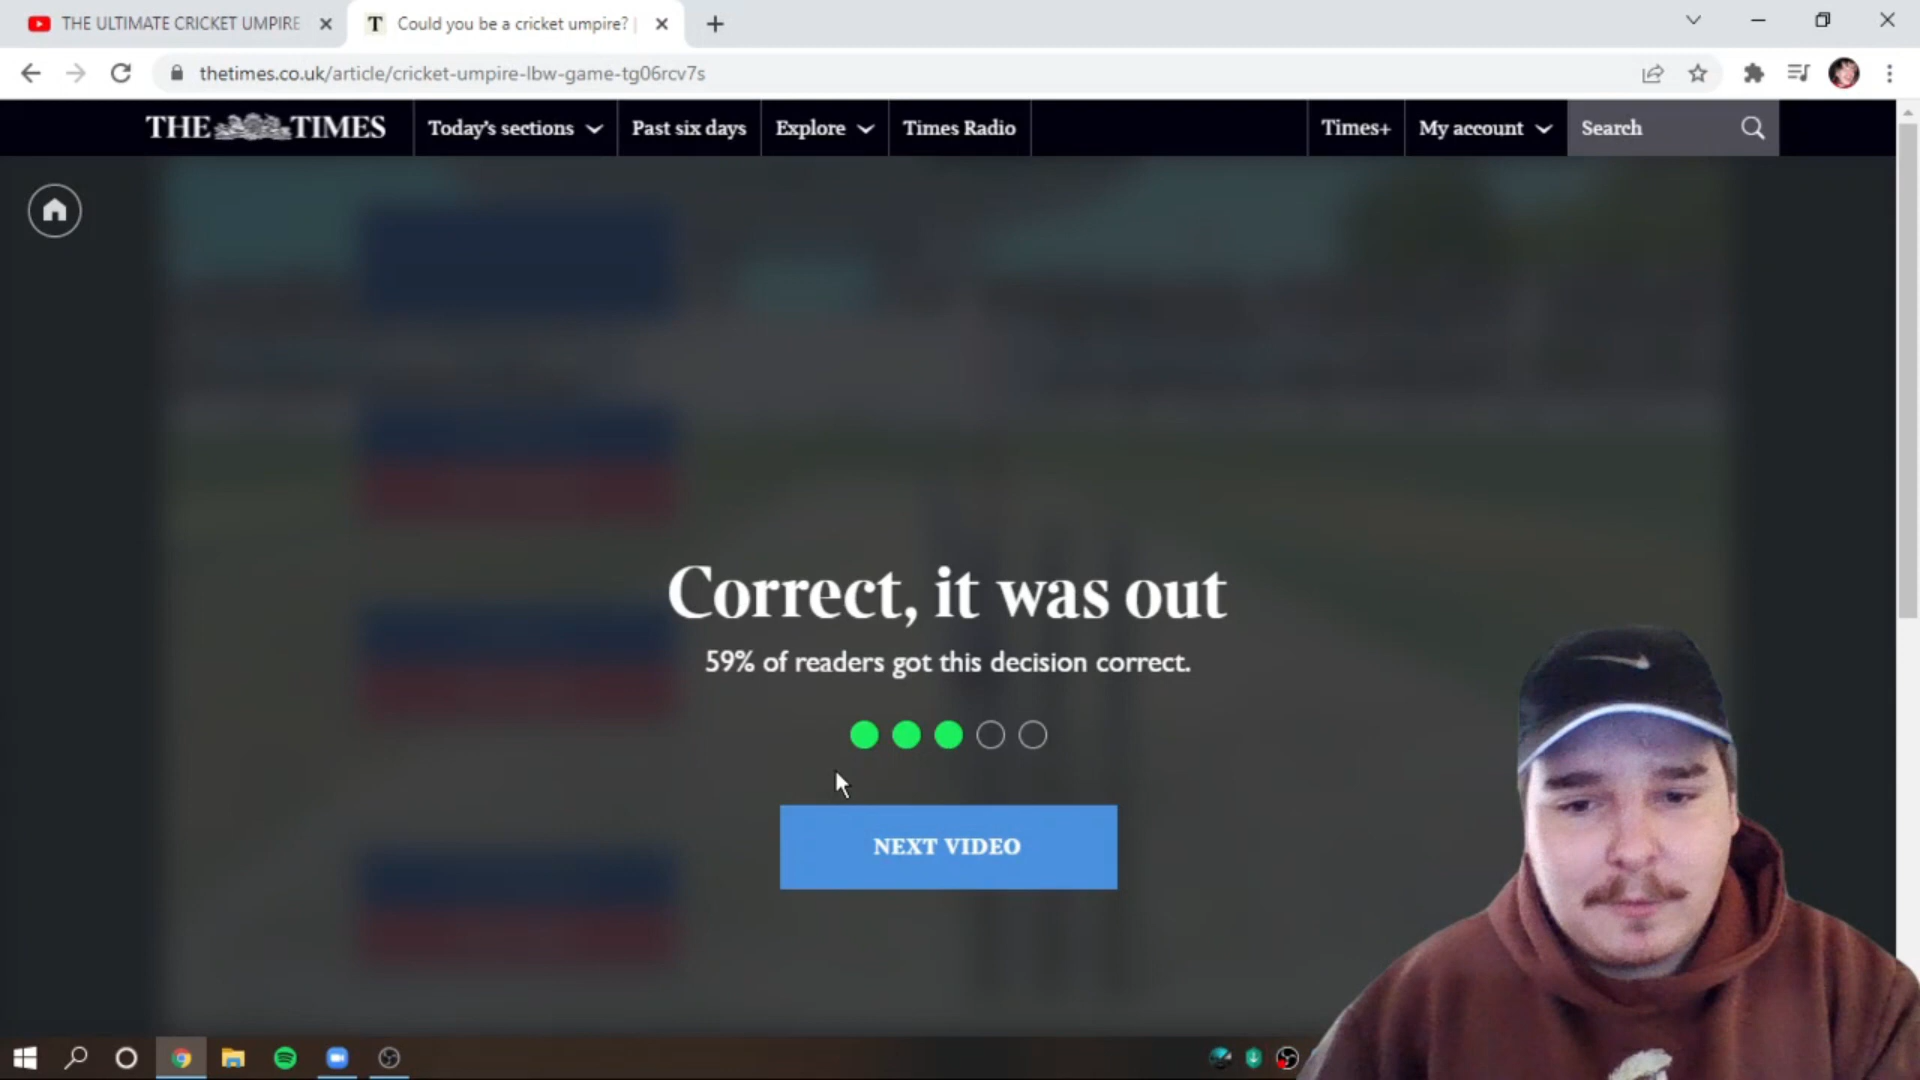 THE ULTIMATE CRICKET UMPIRE
T Could you be a cricket umpire? |
thetimes.co.uk/article/cricket-umpire-lbw-game-tg06rcv7s
THE TIMES
Today's sections
Past six days
Explore
Times Radio
Times+
My account
Search
Correct, it was out
59% of readers got this decision correct.
NEXT VIDEO